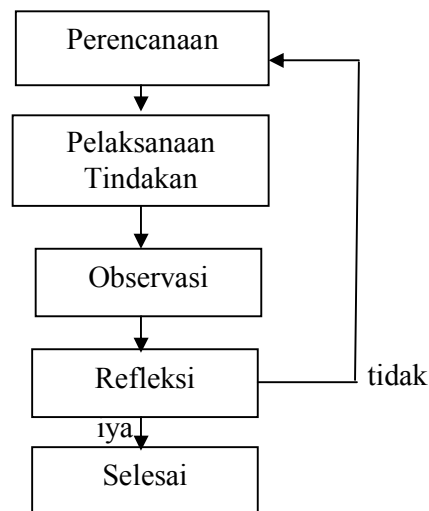 Perencanaan
Pelaksanaan
Tindakan
Observasi
Refleksi
tidak
iya
Selesai